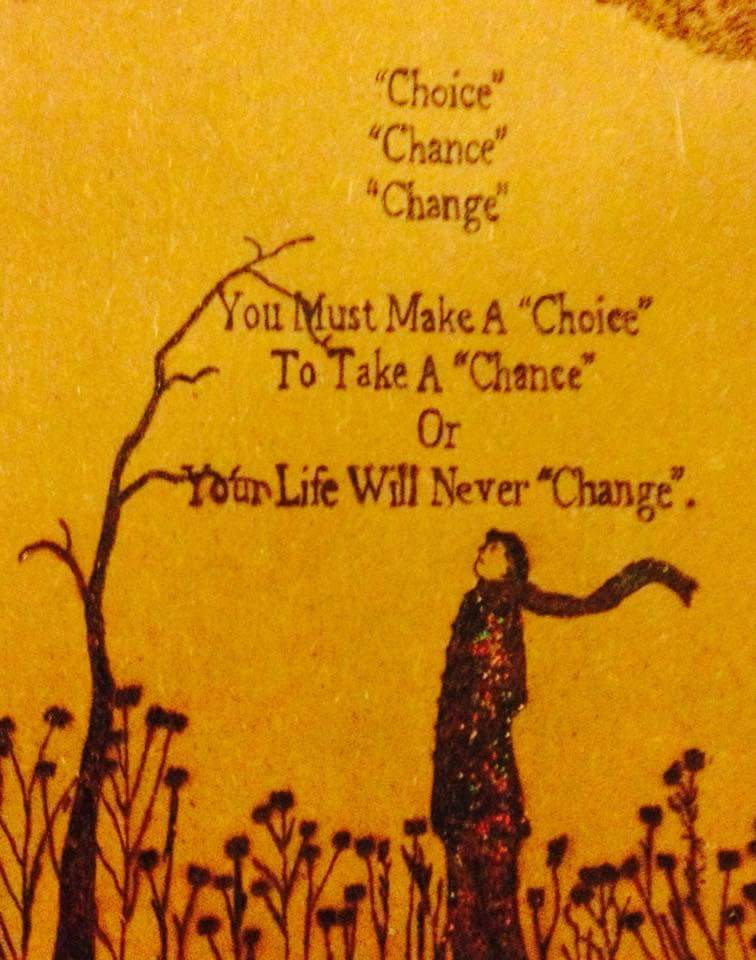 "Choice"
"Chance"
"Change"
You Must Make A "Choice"
To Take A "Chance"
Or
Your Life Will Never "Change".